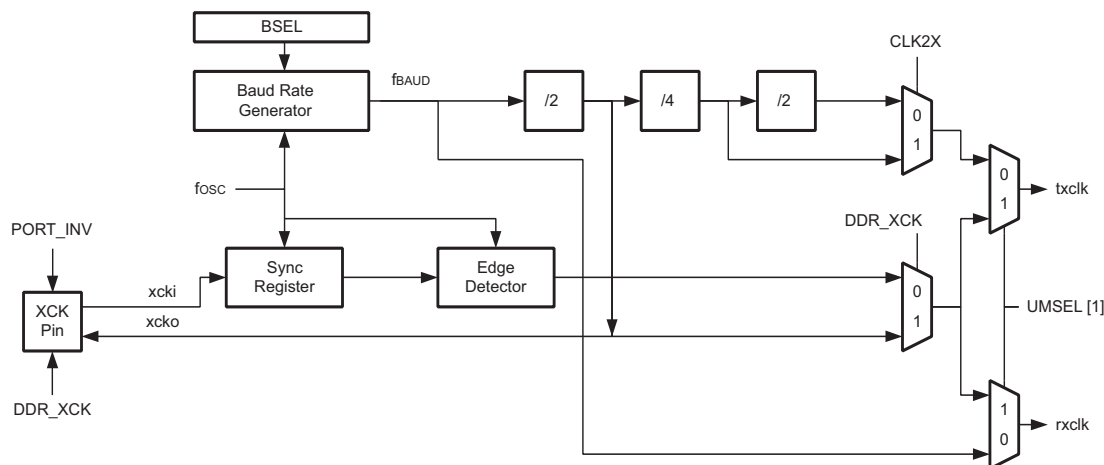 BSEL
CLK2X
Baud Rate
Generator
fBAUD
/2
/4
/2
0
1
0
1
txclk
fOSC
PORT_INV
DDR_XCK
Sync
Register
Edge
Detector
xcki
XCK
Pin
xcko
0
1
UMSEL [1]
DDR_XCK
1
0
rxclk